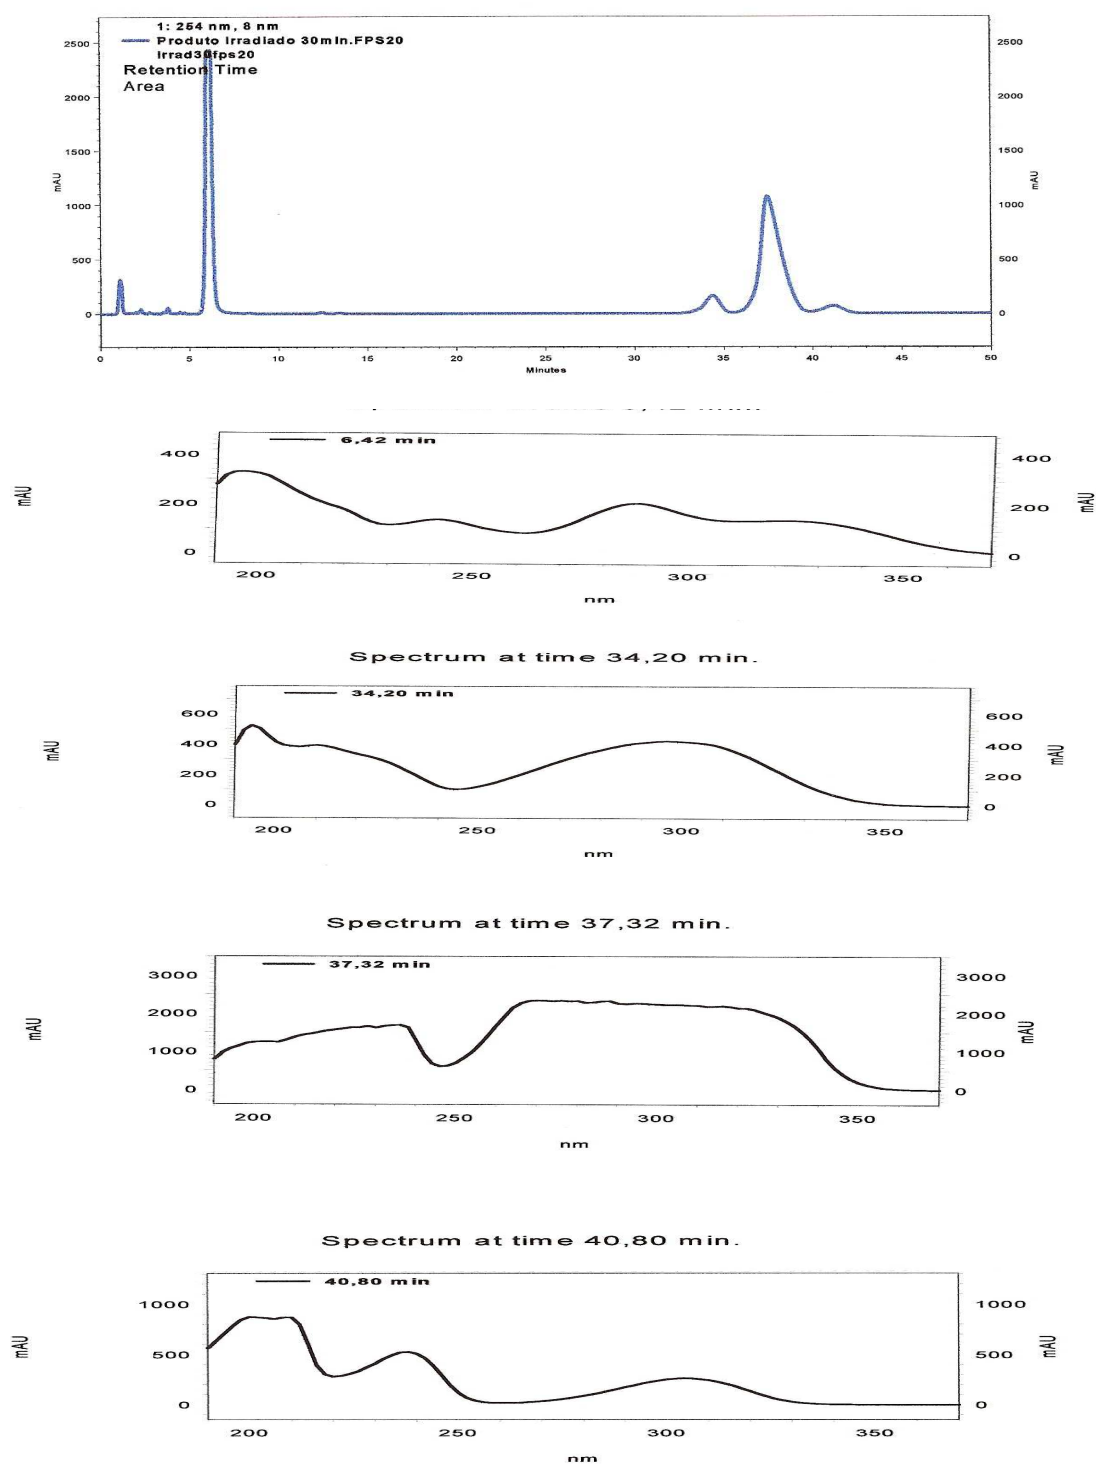 1: 254 nm, 8 nm
Produto Irradiado 30min.FPS20
Irrad30fps20
Retention Time
Area
2500
2000
1500
1000
500
0
mAU
2500
2000
1500
1000
500
0
mAU
0 5 10 15 20 25 30 35 40 45 50
Minutes
6,42 min
400
200
0
mAU
400
200
0
mAU
200 250 300 350
nm
Spectrum at time 34,20 min.
34,20 min
600
400
200
0
mAU
600
400
200
0
mAU
200 250 300 350
nm
Spectrum at time 37,32 min.
37,32 min
3000
2000
1000
0
mAU
3000
2000
1000
0
mAU
200 250 300 350
nm
Spectrum at time 40,80 min.
40,80 min
1000
500
0
mAU
1000
500
0
mAU
200 250 300 350
nm